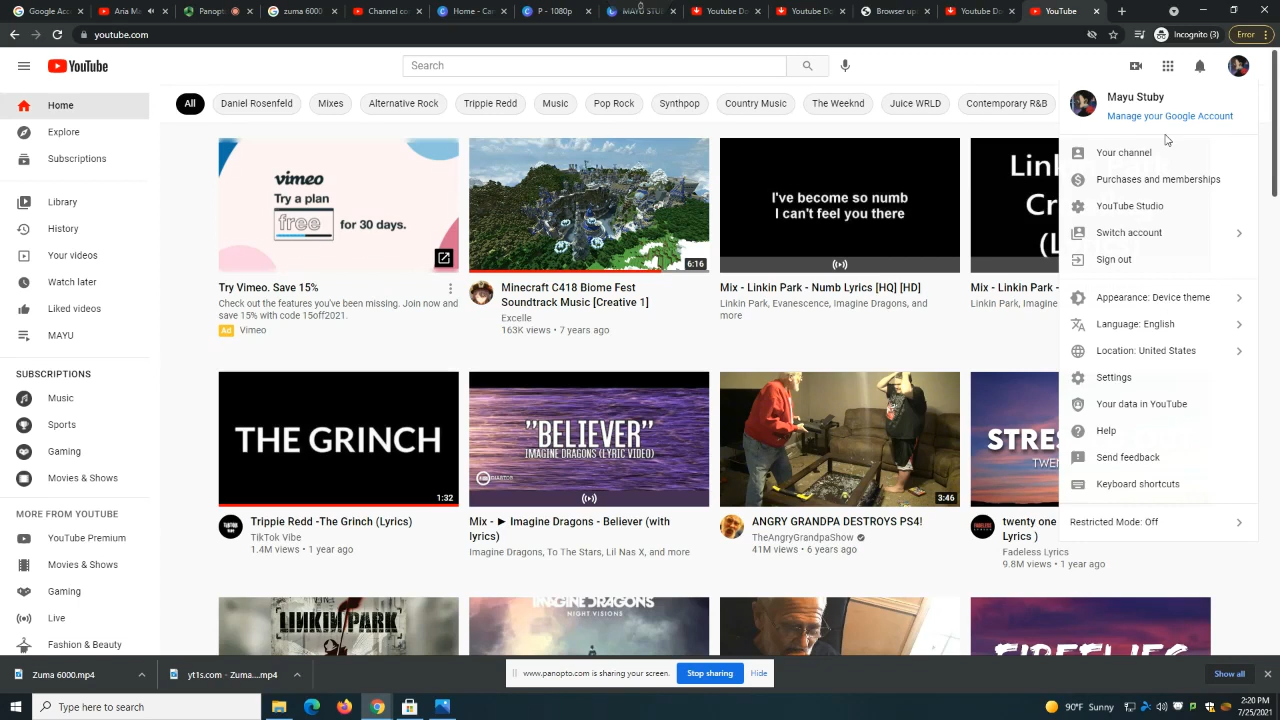 Google Acc
Aria Ma
Panopt
zuma 6000
Channel co
Home - Can
P - 1080p
MAYU STU
Youtube Do
Youtube Do
Browser up
Youtube Do
YouTube
youtube.com
Incognito (3)
Error
YouTube
Search
Home
Explore
Subscriptions
Library
History
Your videos
Watch later
Liked videos
MAYU
SUBSCRIPTIONS
Music
Sports
Gaming
Movies & Shows
MORE FROM YOUTUBE
YouTube Premium
Movies & Shows
Gaming
Live
Fashion & Beauty
All
Daniel Rosenfeld
Mixes
Alternative Rock
Trippie Redd
Music
Pop Rock
Synthpop
Country Music
The Weeknd
Juice WRLD
Contemporary R&B
vimeo
Try a plan
free for 30 days.
Try Vimeo. Save 15%
Check out the features you've been missing. Join now and
save 15% with code 15off2021.
Ad Vimeo
6:16
Minecraft C418 Biome Fest
Soundtrack Music [Creative 1]
Excelle
163K views • 7 years ago
I've become so numb
I can't feel you there
Mix - Linkin Park - Numb Lyrics [HQ] [HD]
Linkin Park, Evanescence, Imagine Dragons, and
more
Lin
Cr
(L
Mix - Linkin Park -
Linkin Park, Imagine
THE GRINCH
1:32
Trippie Redd -The Grinch (Lyrics)
TikTok Vibe
1.4M views • 1 year ago
"BELIEVER"
IMAGINE DRAGONS (LYRIC VIDEO)
Mix - ► Imagine Dragons - Believer (with
lyrics)
Imagine Dragons, To The Stars, Lil Nas X, and more
3:46
ANGRY GRANDPA DESTROYS PS4!
TheAngryGrandpaShow
41M views • 6 years ago
STRES
TWEN
twenty one
Lyrics )
Fadeless Lyrics
9.8M views • 1 year ago
LINKIN PARK
IMAGINE DRAGONS
NIGHT VISIONS
FIREFLIES
Mayu Stuby
Manage your Google Account
Your channel
Purchases and memberships
YouTube Studio
Switch account
Sign out
Appearance: Device theme
Language: English
Location: United States
Settings
Your data in YouTube
Help
Send feedback
Keyboard shortcuts
Restricted Mode: Off
Zuma 1600.mp4
yt1s.com - Zuma....mp4
www.panopto.com is sharing your screen.
Stop sharing
Hide
Show all
Type here to search
90°F Sunny
2:20 PM
7/25/2021